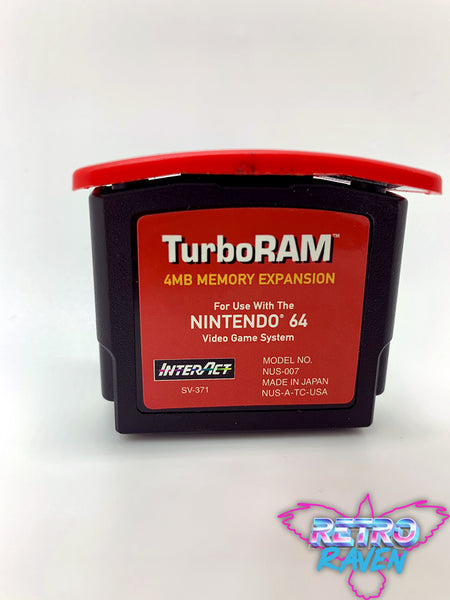 TurboRAM™
4MB MEMORY EXPANSION
For Use With The
NINTENDO® 64
Video Game System
INTERACT
SV-371
MODEL NO.
NUS-007
MADE IN JAPAN
NUS-A-TC-USA
RETRO
RAVEN